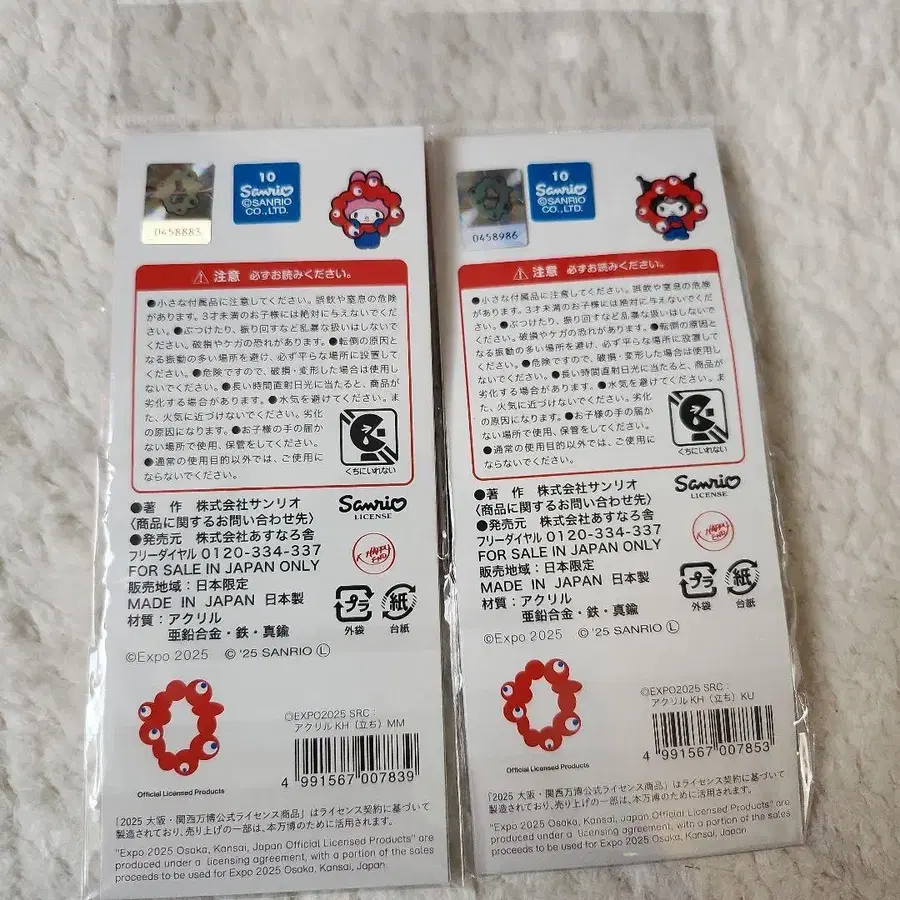 0458883
10
Sanrio
©SANRIO
CO.,LTD.
⚠ 注意 必ずお読みください。
●小さな付属品に注意してください。誤飲や窒息の危険
があります。3才未満のお子様には絶対に与えないでくだ
さい。●ぶつけたり、振り回すなど乱暴な扱いはしないで
ください。破損やケガの恐れがあります。●転倒の原因と
なる振動の多い場所を避け、必ず平らな場所に設置して
ください。●危険ですので、破損・変形した場合は使用し
ないでください。●長い時間直射日光に当たると、商品が
劣化する場合があります。●水気を避けてください。ま
た、火気に近づけないでください。劣化
の原因になります。●お子様の手の届か
ない場所で使用、保管をしてください。
●通常の使用目的以外では、ご使用に
ならないでください。
くちにいれない
●著 作 株式会社サンリオ
〈商品に関するお問い合わせ先〉
●発売元 株式会社あすなろ舎
フリーダイヤル 0120-334-337
FOR SALE IN JAPAN ONLY
販売地域：日本限定
MADE IN JAPAN 日本製
材質：アクリル
亜鉛合金・鉄・真鍮
Sanrio
LICENSE
HAPPY
END
プラ
外袋
紙
台紙
©Expo 2025 © '25 SANRIO Ⓛ
Official Licensed Products
©EXPO2025 SRC：
アクリルKH（立ち）MM
4 991567 007839
「2025 大阪・関西万博公式ライセンス商品」はライセンス契約に基づいて
製造されており、売り上げの一部は、本万博のために活用されます。
"Expo 2025 Osaka, Kansai, Japan Official Licensed Products" are
produced under a licensing agreement, with a portion of the sales
proceeds to be used for Expo 2025 Osaka, Kansai, Japan.
0458986
10
Sanrio
©SANRIO
CO.,LTD.
⚠ 注意 必ずお読みください。
●小さな付属品に注意してください。誤飲や窒息の危険
があります。3才未満のお子様には絶対に与えないでくだ
さい。●ぶつけたり、振り回すなど乱暴な扱いはしないで
ください。破損やケガの恐れがあります。●転倒の原因と
なる振動の多い場所を避け、必ず平らな場所に設置して
ください。●危険ですので、破損・変形した場合は使用し
ないでください。●長い時間直射日光に当たると、商品が
劣化する場合があります。●水気を避けてください。ま
た、火気に近づけないでください。劣化
の原因になります。●お子様の手の届か
ない場所で使用、保管をしてください。
●通常の使用目的以外では、ご使用に
ならないでください。
くちにいれない
●著 作 株式会社サンリオ
〈商品に関するお問い合わせ先〉
●発売元 株式会社あすなろ舎
フリーダイヤル 0120-334-337
FOR SALE IN JAPAN ONLY
販売地域：日本限定
MADE IN JAPAN 日本製
材質：アクリル
亜鉛合金・鉄・真鍮
Sanrio
LICENSE
HAPPY
END
プラ
外袋
紙
台紙
©Expo 2025 © '25 SANRIO Ⓛ
Official Licensed Products
©EXPO2025 SRC：
アクリルKH（立ち）KU
4 991567 007853
「2025 大阪・関西万博公式ライセンス商品」はライセンス契約に基づいて
製造されており、売り上げの一部は、本万博のために活用されます。
"Expo 2025 Osaka, Kansai, Japan Official Licensed Products" are
produced under a licensing agreement, with a portion of the sales
proceeds to be used for Expo 2025 Osaka, Kansai, Japan.